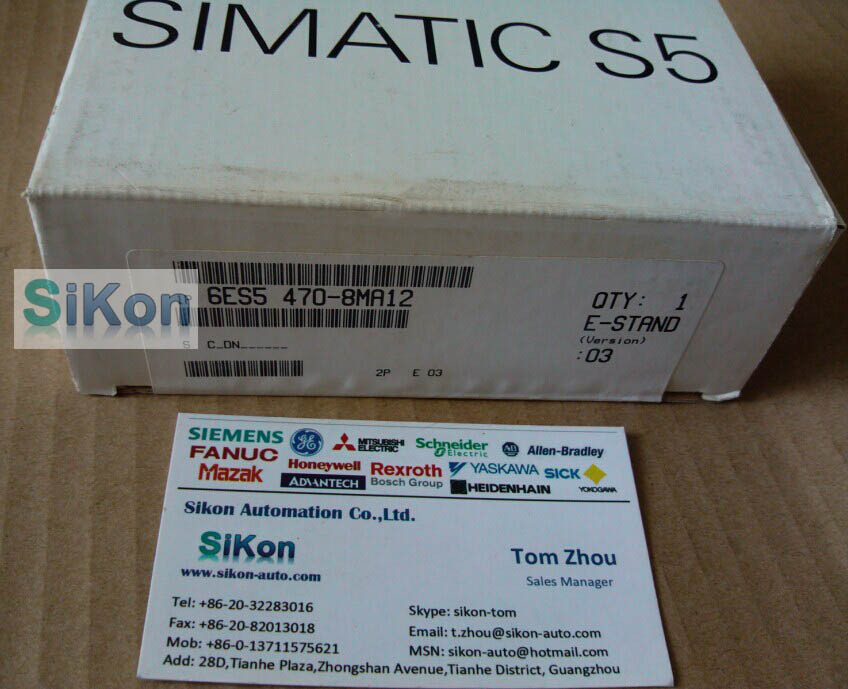 SIMATIC S5
SiKon
P 6ES5 470-8MA12
QTY: 1
E-STAND
(Version)
:03
S C_DN______
2P E 03
SIEMENS GE MITSUBISHI ELECTRIC Schneider Electric AB Allen-Bradley
FANUC Honeywell Rexroth YASKAWA SICK
Mazak ADVANTECH Bosch Group HEIDENHAIN YOKOGAWA
Sikon Automation Co.,Ltd.
SiKon
www.sikon-auto.com
Tom Zhou
Sales Manager
Tel: +86-20-32283016
Fax: +86-20-82013018
Mob: +86-0-13711575621
Skype: sikon-tom
Email: t.zhou@sikon-auto.com
MSN: sikon-auto@hotmail.com
Add: 28D,Tianhe Plaza,Zhongshan Avenue,Tianhe District, Guangzhou